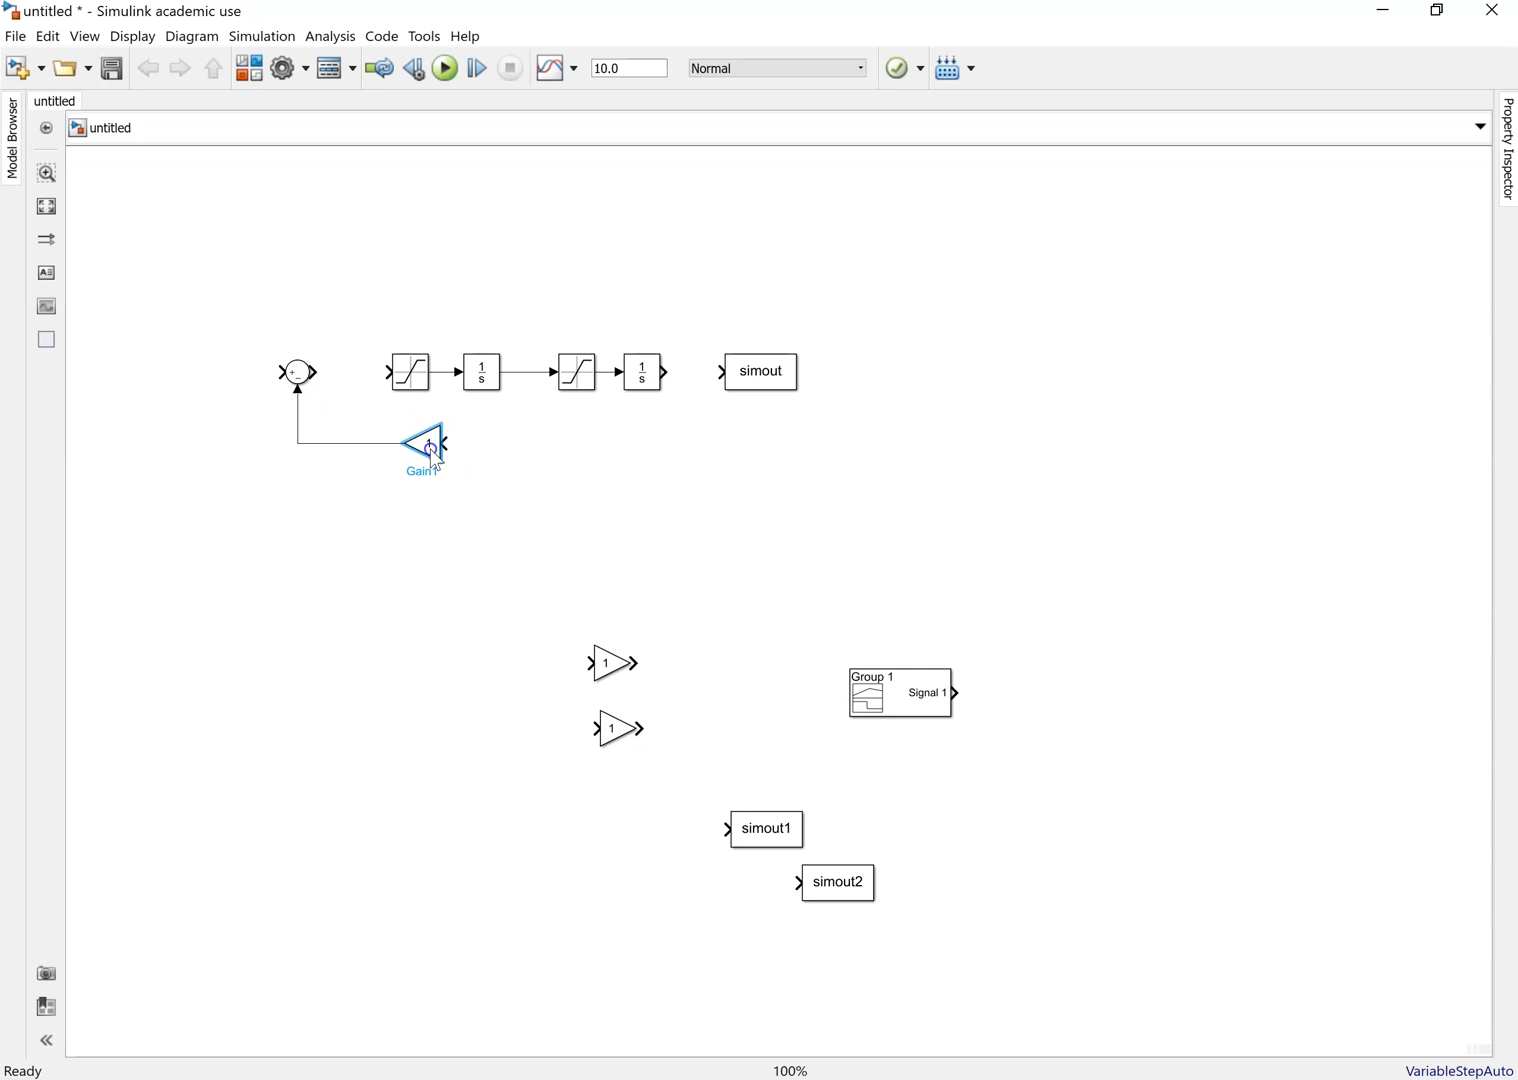 untitled * - Simulink academic use
File Edit View Display Diagram Simulation Analysis Code Tools Help
10.0
Normal
untitled
untitled
Model Browser
Property Inspector
1
s
1
s
simout
1
Gain1
1
Group 1
Signal 1
1
simout1
simout2
Ready
100%
VariableStepAuto